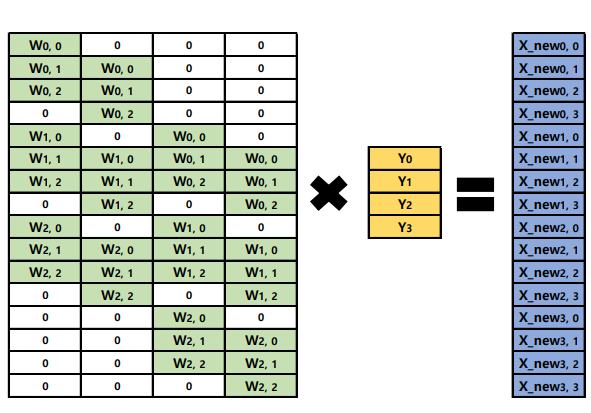 W0, 0 0 0 0 X_new0, 0
W0, 1 W0, 0 0 0 X_new0, 1
W0, 2 W0, 1 0 0 X_new0, 2
0 W0, 2 0 0 X_new0, 3
W1, 0 0 W0, 0 0 X_new1, 0
W1, 1 W1, 0 W0, 1 W0, 0 Y0 X_new1, 1
W1, 2 W1, 1 W0, 2 W0, 1 Y1 X_new1, 2
0 W1, 2 0 W0, 2 Y2 X_new1, 3
W2, 0 0 W1, 0 0 Y3 X_new2, 0
W2, 1 W2, 0 W1, 1 W1, 0 X_new2, 1
W2, 2 W2, 1 W1, 2 W1, 1 X_new2, 2
0 W2, 2 0 W1, 2 X_new2, 3
0 0 W2, 0 0 X_new3, 0
0 0 W2, 1 W2, 0 X_new3, 1
0 0 W2, 2 W2, 1 X_new3, 2
0 0 0 W2, 2 X_new3, 3